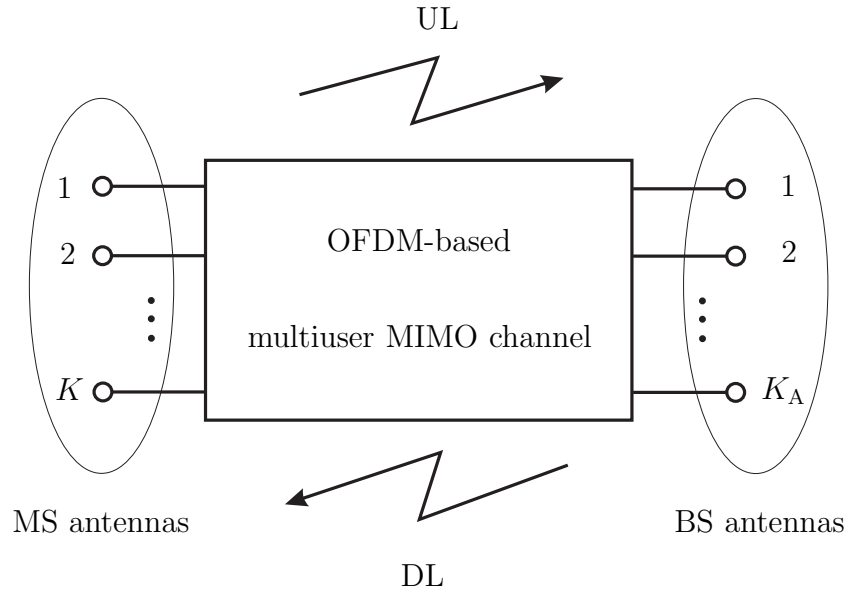 UL
1
1
OFDM-based
2
2
multiuser MIMO channel
K
K_A
MS antennas
BS antennas
DL